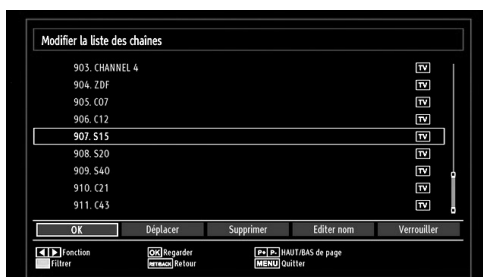 Modifier la liste des chaînes
903. CHANNEL 4 TV
904. ZDF TV
905. C07 TV
906. C12 TV
907. S15 TV
908. S20 TV
909. S40 TV
910. C21 TV
911. C43 TV
OK Déplacer Supprimer Editer nom Verrouiller
Fonction OK Regarder P+ P- HAUT/BAS de page
Filtrer RET/BACK Retour MENU Quitter